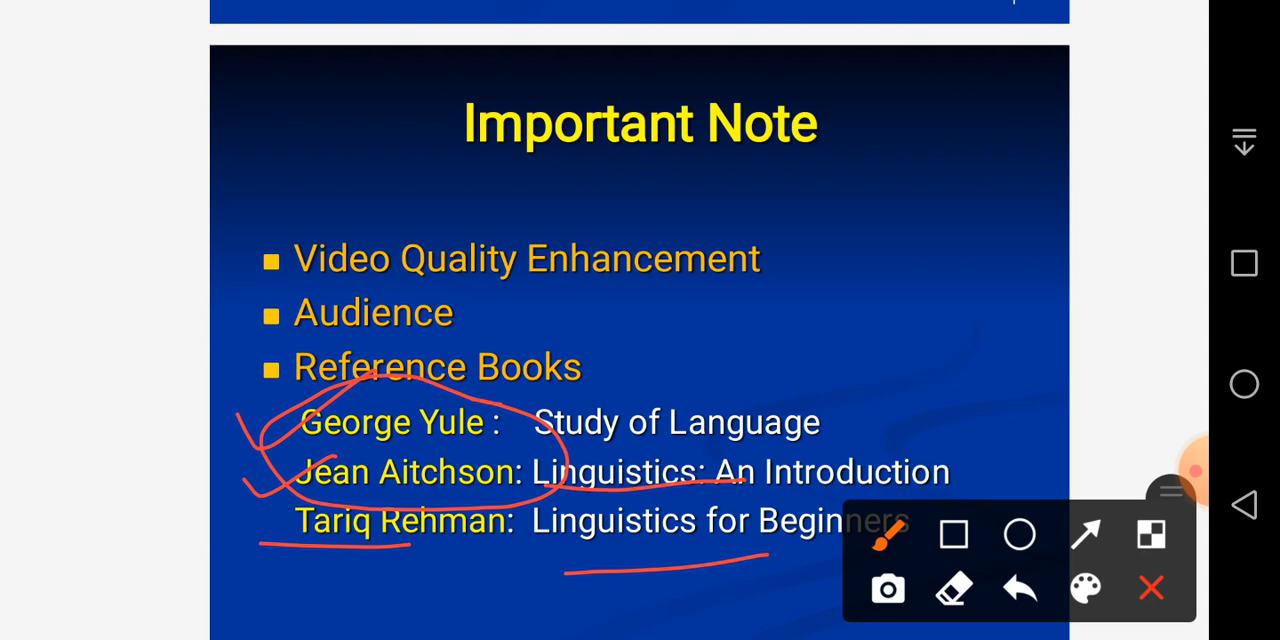 Important Note
Video Quality Enhancement
Audience
Reference Books
George Yule : Study of Language
Jean Aitchson: Linguistics: An Introduction
Tariq Rehman: Linguistics for Beginners